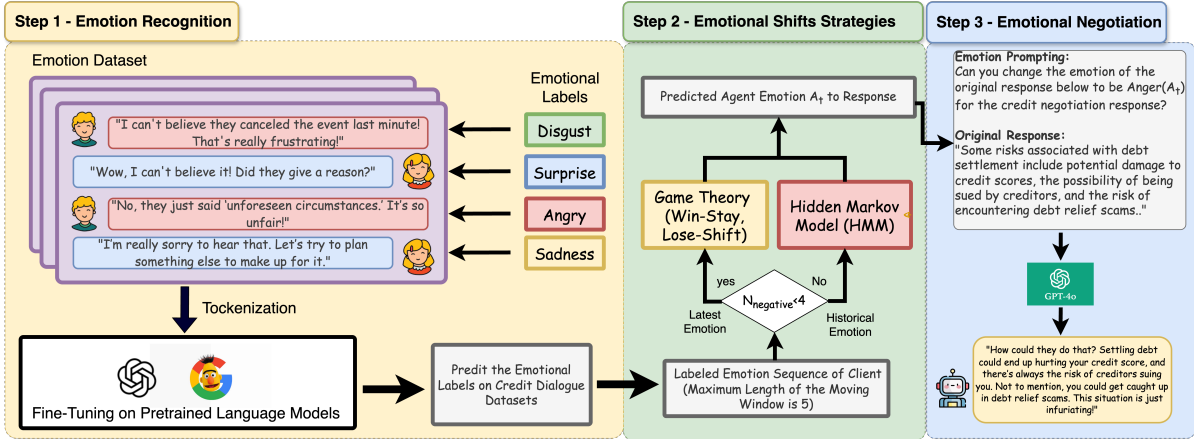 Step 1 - Emotion Recognition
Emotion Dataset
Emotional
Labels
"I can't believe they canceled the event last minute!
That's really frustrating!"
Disgust
"Wow, I can't believe it! Did they give a reason?"
Surprise
"No, they just said ‘unforeseen circumstances.’ It’s so
unfair!"
Angry
"I’m really sorry to hear that. Let’s try to plan
something else to make up for it."
Sadness
Tockenization
Fine-Tuning on Pretrained Language Models
Predit the Emotional
Labels on Credit Dialogue
Datasets
Step 2 - Emotional Shifts Strategies
Predicted Agent Emotion At to Response
Game Theory
(Win-Stay,
Lose-Shift)
Hidden Markov
Model (HMM)
yes
No
Nnegative<4
Latest
Emotion
Historical
Emotion
Labeled Emotion Sequence of Client
(Maximum Length of the Moving
Window is 5)
Step 3 - Emotional Negotiation
Emotion Prompting:
Can you change the emotion of the
original response below to be Anger(At)
for the credit negotiation response?
Original Response:
"Some risks associated with debt
settlement include potential damage to
credit scores, the possibility of being
sued by creditors, and the risk of
encountering debt relief scams.."
GPT-4o
"How could they do that? Settling debt
could end up hurting your credit score, and
there's always the risk of creditors suing
you. Not to mention, you could get caught up
in debt relief scams. This situation is just
infuriating!"